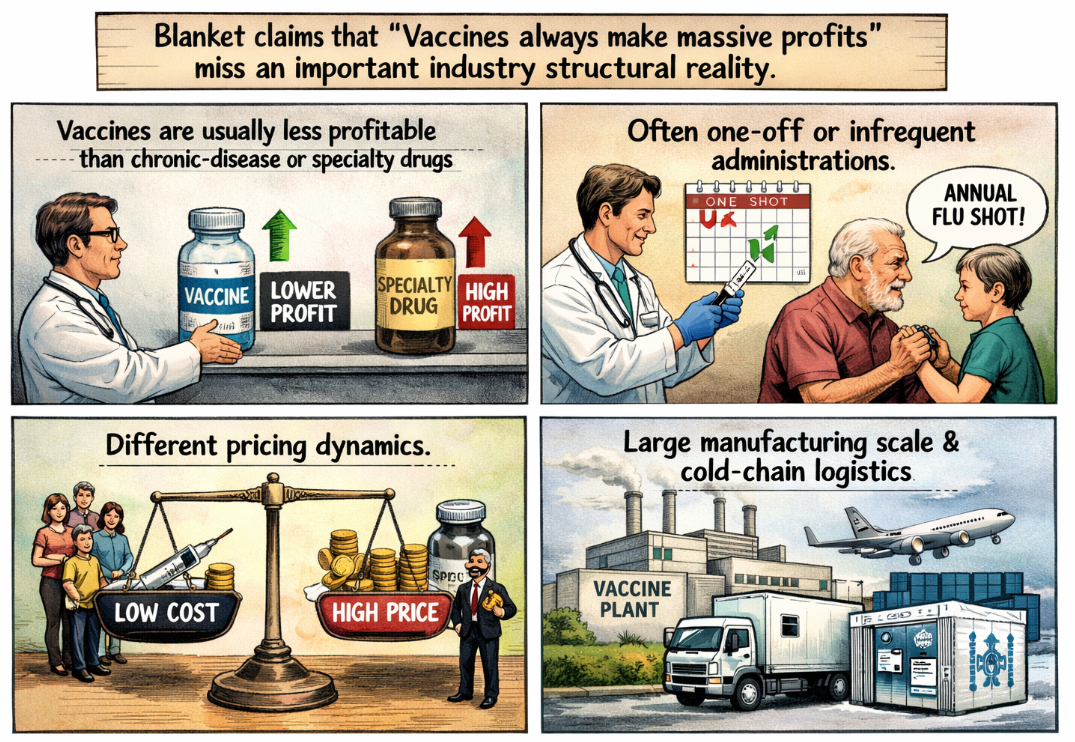 Blanket claims that “Vaccines always make massive profits”
miss an important industry structural reality.
Vaccines are usually less profitable
than chronic-disease or specialty drugs
VACCINE
LOWER
PROFIT
SPECIALTY
DRUG
HIGH
PROFIT
Often one-off or infrequent
administrations.
ONE SHOT
ANNUAL
FLU SHOT!
Different pricing dynamics.
LOW COST
HIGH PRICE
Large manufacturing scale &
cold-chain logistics
VACCINE
PLANT